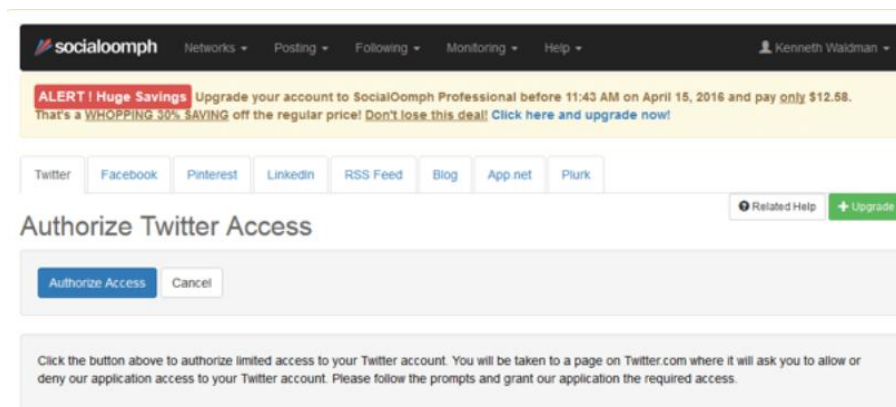 socialoomph Networks Posting Following Monitoring Help Kenneth Waldman
ALERT ! Huge Savings Upgrade your account to SocialOomph Professional before 11:43 AM on April 15, 2016 and pay only $12.58.
That's a WHOPPING 30% SAVING off the regular price! Don't lose this deal! Click here and upgrade now!
Twitter Facebook Pinterest LinkedIn RSS Feed Blog App.net Plurk
Related Help + Upgrade
Authorize Twitter Access
Authorize Access Cancel
Click the button above to authorize limited access to your Twitter account. You will be taken to a page on Twitter.com where it will ask you to allow or
deny our application access to your Twitter account. Please follow the prompts and grant our application the required access.